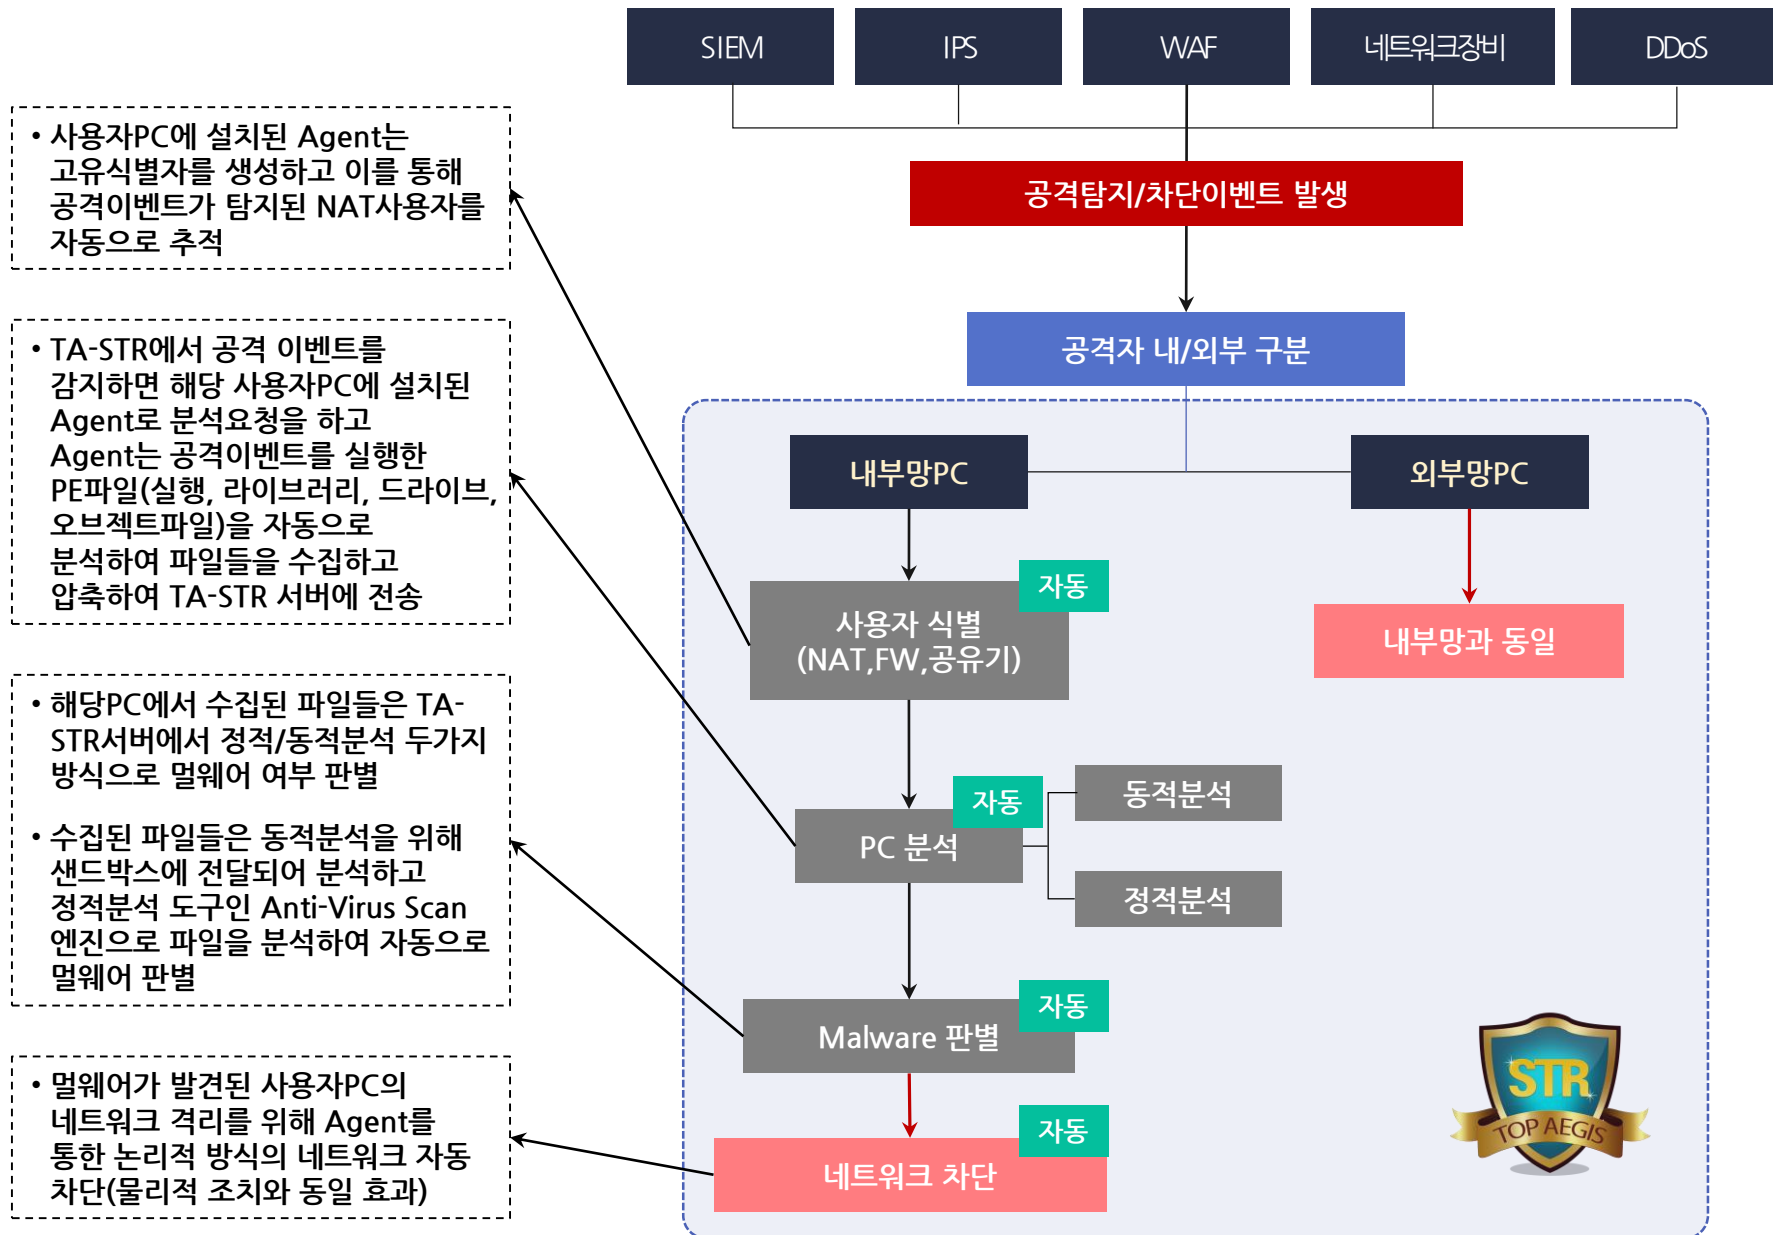 SIEM
IPS
WAF
네트워크장비
DDoS
공격탐지/차단이벤트 발생
공격자 내/외부 구분
내부망PC
외부망PC
자동
사용자 식별
(NAT,FW,공유기)
내부망과 동일
자동
PC 분석
동적분석
정적분석
자동
Malware 판별
자동
네트워크 차단
• 사용자PC에 설치된 Agent는
고유식별자를 생성하고 이를 통해
공격이벤트가 탐지된 NAT사용자를
자동으로 추적
• TA-STR에서 공격 이벤트를
감지하면 해당 사용자PC에 설치된
Agent로 분석요청을 하고
Agent는 공격이벤트를 실행한
PE파일(실행, 라이브러리, 드라이브,
오브젝트파일)을 자동으로
분석하여 파일들을 수집하고
압축하여 TA-STR 서버에 전송
• 해당PC에서 수집된 파일들은 TA-
STR서버에서 정적/동적분석 두가지
방식으로 멀웨어 여부 판별
• 수집된 파일들은 동적분석을 위해
샌드박스에 전달되어 분석하고
정적분석 도구인 Anti-Virus Scan
엔진으로 파일을 분석하여 자동으로
멀웨어 판별
• 멀웨어가 발견된 사용자PC의
네트워크 격리를 위해 Agent를
통한 논리적 방식의 네트워크 자동
차단(물리적 조치와 동일 효과)
STR
TOP AEGIS